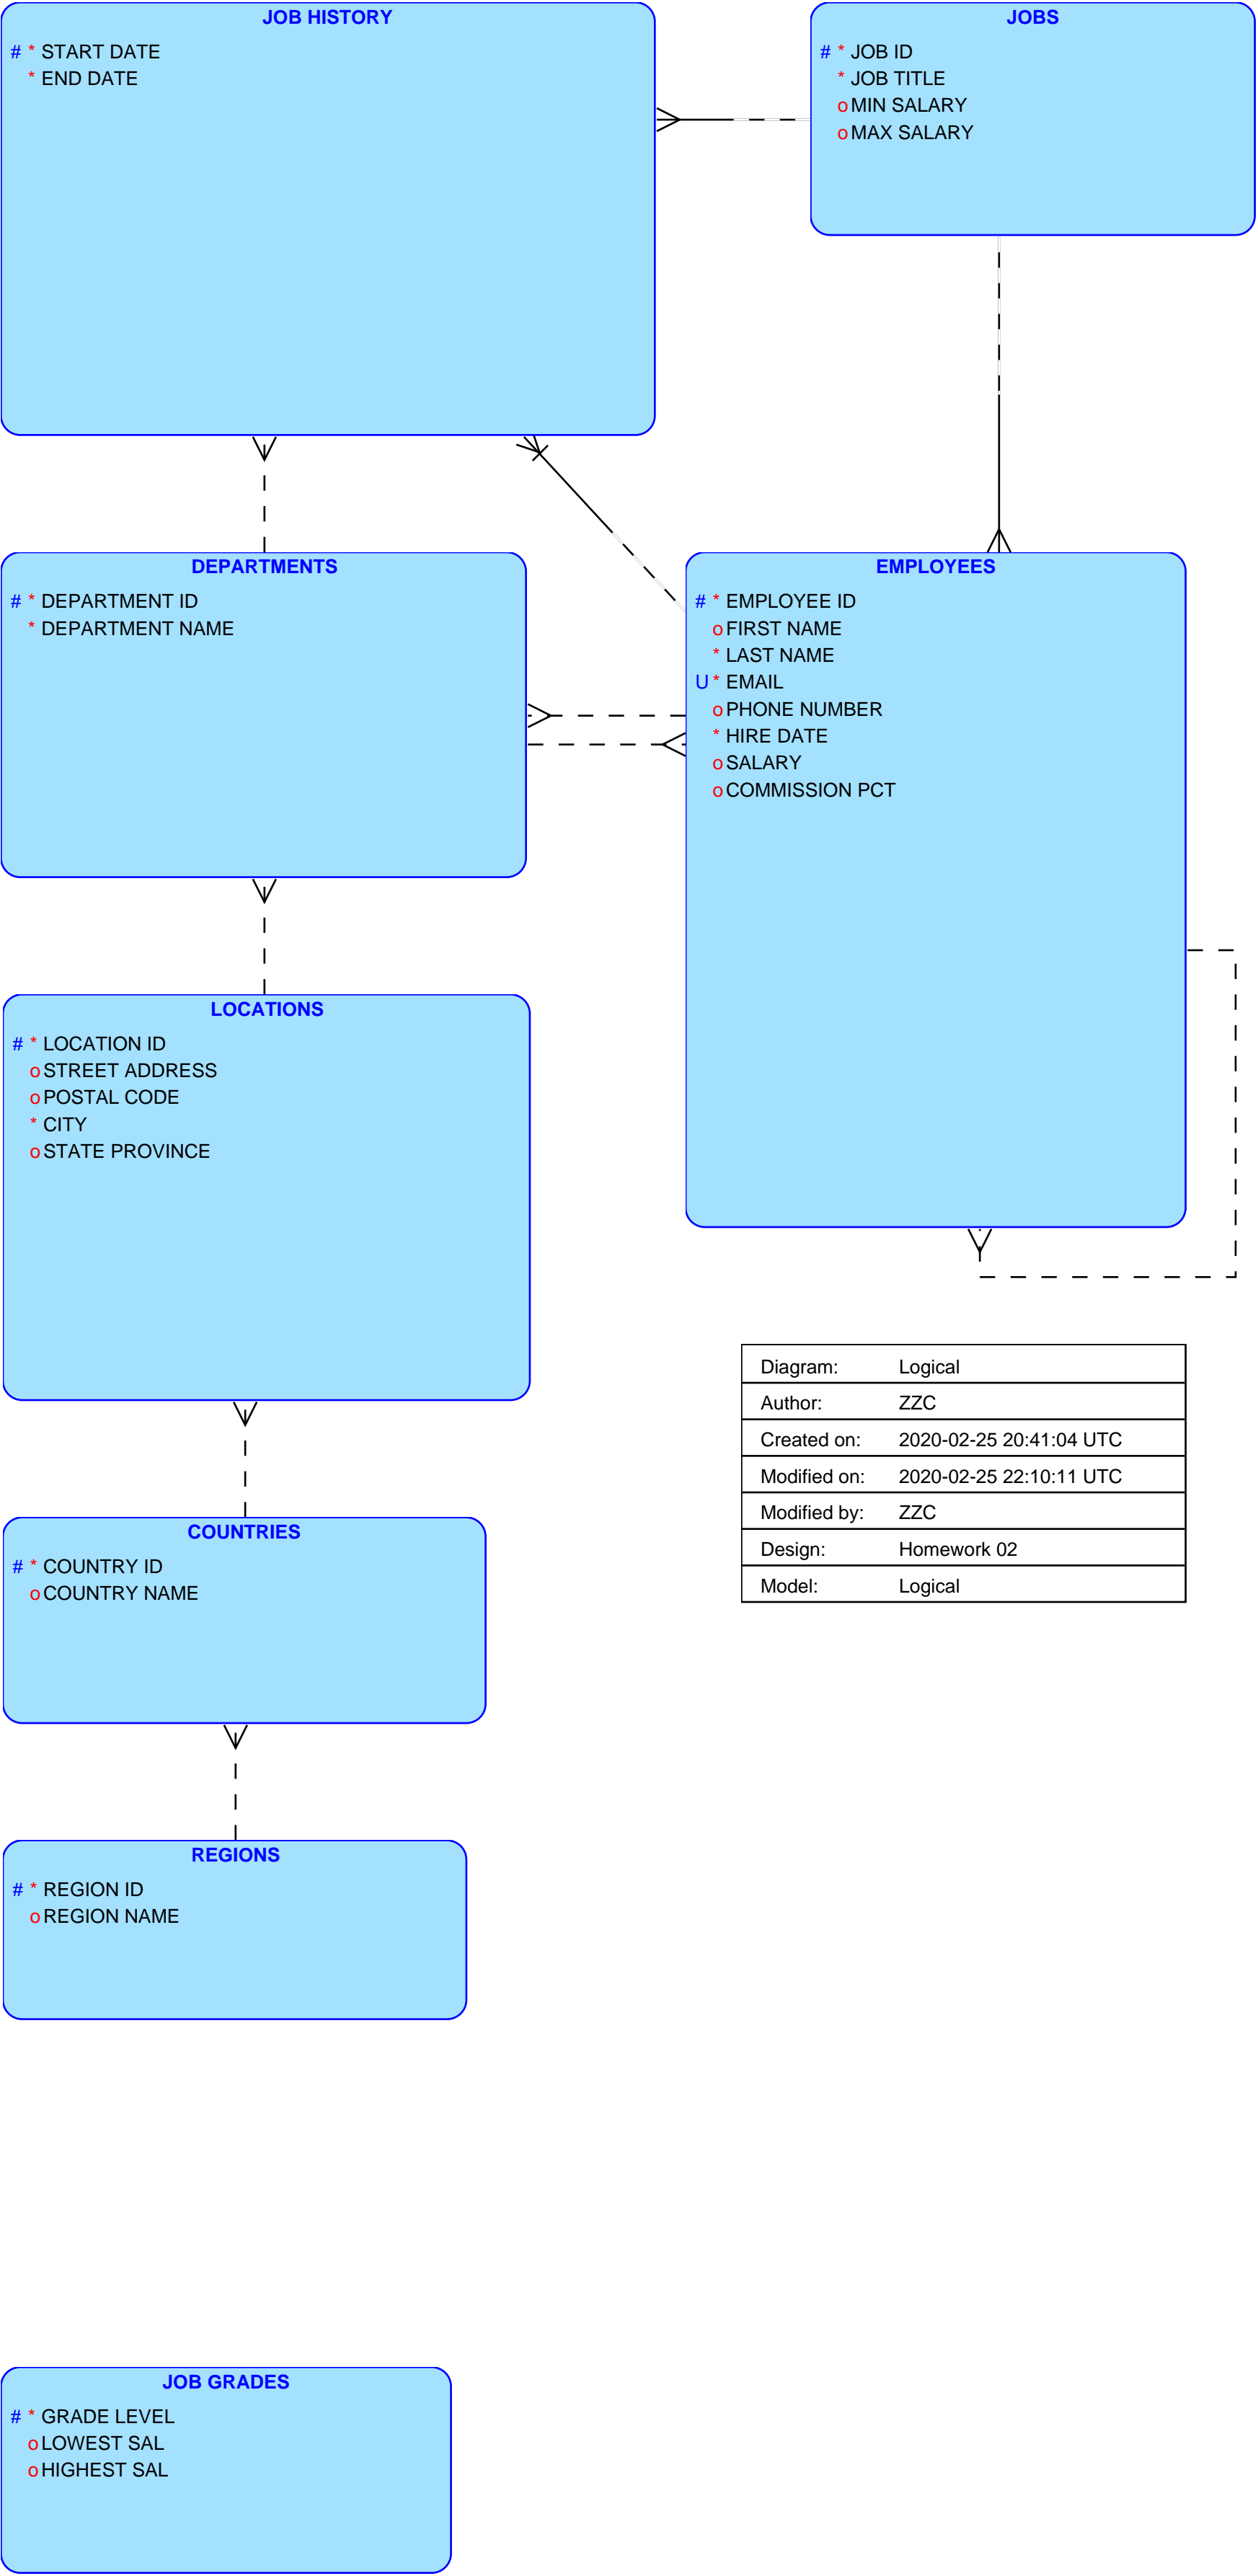 JOB HISTORY
# * START DATE
* END DATE
JOBS
# * JOB ID
* JOB TITLE
o MIN SALARY
o MAX SALARY
DEPARTMENTS
# * DEPARTMENT ID
* DEPARTMENT NAME
EMPLOYEES
# * EMPLOYEE ID
o FIRST NAME
* LAST NAME
U * EMAIL
o PHONE NUMBER
* HIRE DATE
o SALARY
o COMMISSION PCT
LOCATIONS
# * LOCATION ID
o STREET ADDRESS
o POSTAL CODE
* CITY
o STATE PROVINCE
Diagram: Logical
Author: ZZC
Created on: 2020-02-25 20:41:04 UTC
Modified on: 2020-02-25 22:10:11 UTC
Modified by: ZZC
Design: Homework 02
Model: Logical
COUNTRIES
# * COUNTRY ID
o COUNTRY NAME
REGIONS
# * REGION ID
o REGION NAME
JOB GRADES
# * GRADE LEVEL
o LOWEST SAL
o HIGHEST SAL